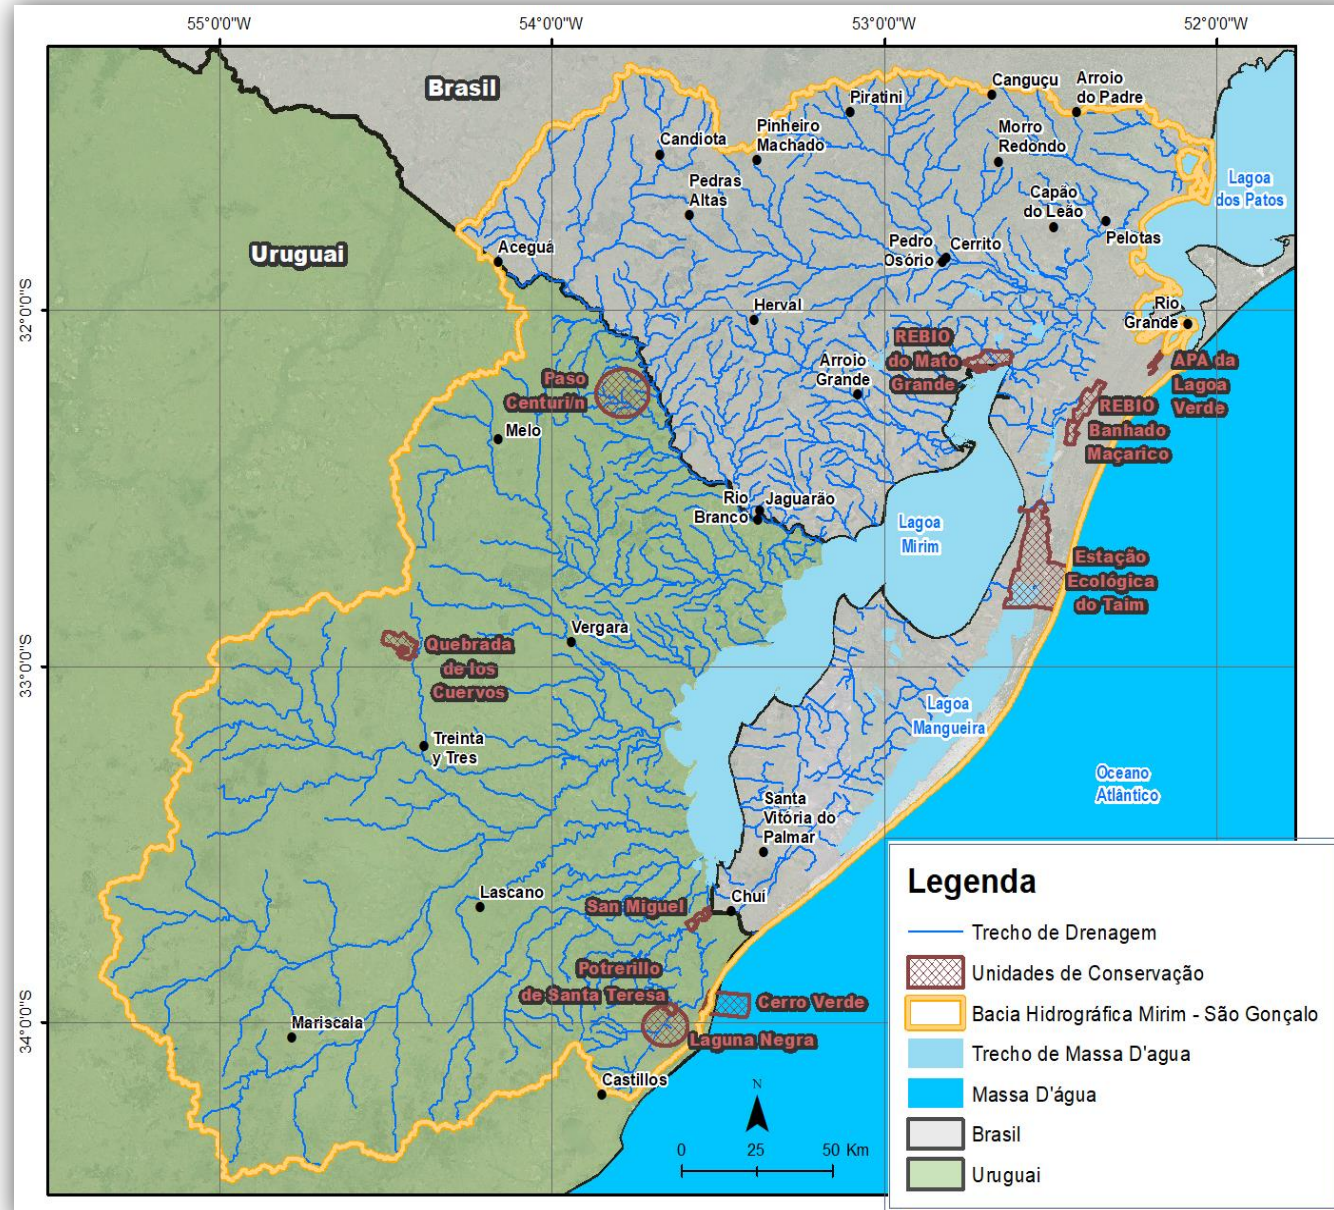 55°0'0"W
54°0'0"W
53°0'0"W
52°0'0"W
32°0'0"S
33°0'0"S
34°0'0"S
Brasil
Uruguai
Piratini
Canguçu
Arroio
do Padre
Candiota
Pinheiro
Machado
Morro
Redondo
Pedras
Altas
Capão
do Leão
Lagoa
dos Patos
Aceguá
Pedro
Osório
Cerrito
Pelotas
Herval
Rio
Grande
REBIO
do Mato
Grande
Arroio
Grande
APA da
Lagoa
Verde
Paso
Centuri/n
REBIO
Banhado
Maçarico
Melo
Rio
Branco
Jaguarão
Lagoa
Mirim
Estação
Ecológica
do Taim
Vergara
Quebrada
de los
Cuervos
Lagoa
Mangueira
Treinta
y Tres
Oceano
Atlântico
Santa
Vitória do
Palmar
Lascano
San Miguel
Chuí
Potrerillo
de Santa Teresa
Cerro Verde
Mariscala
Laguna Negra
Castillos
N
0 25 50 Km
Legenda
Trecho de Drenagem
Unidades de Conservação
Bacia Hidrográfica Mirim - São Gonçalo
Trecho de Massa D'agua
Massa D'água
Brasil
Uruguai